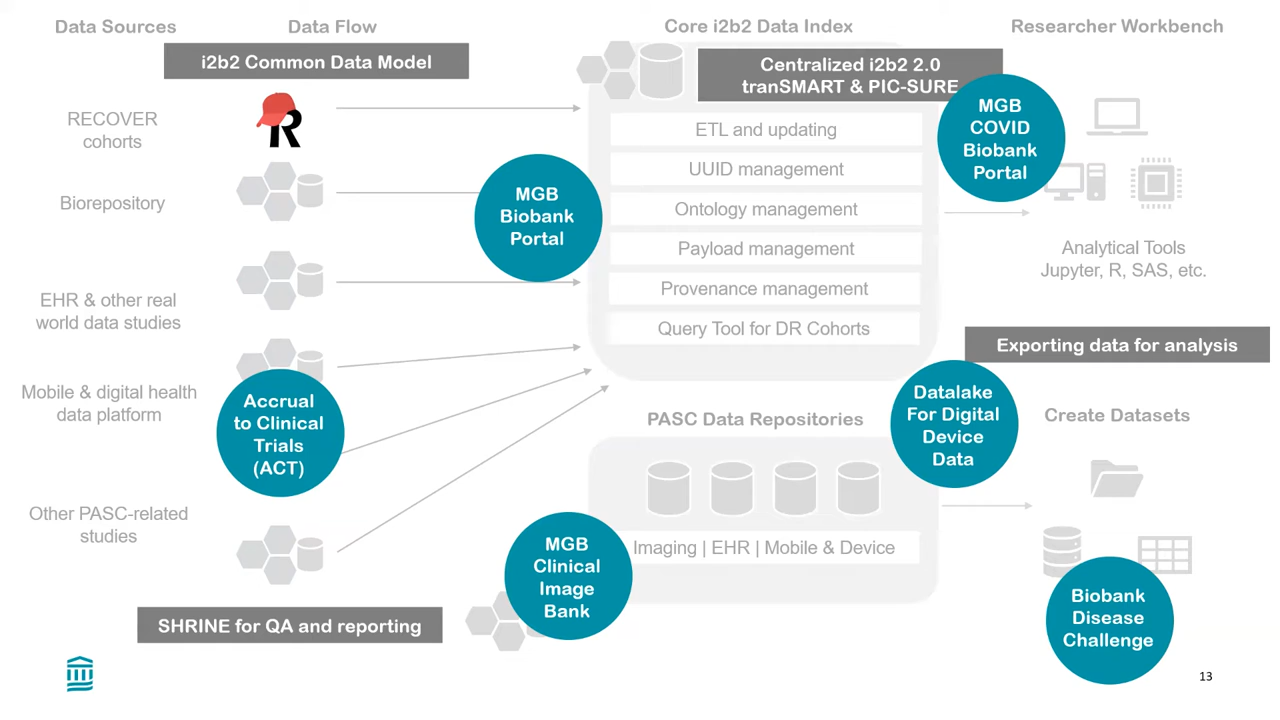 Data Sources
Data Flow
Core i2b2 Data Index
Researcher Workbench
i2b2 Common Data Model
Centralized i2b2 2.0
tranSMART & PIC-SURE
RECOVER
cohorts
R
Biorepository
EHR & other real
world data studies
Mobile & digital health
data platform
Other PASC-related
studies
Accrual
to Clinical
Trials
(ACT)
SHRINE for QA and reporting
MGB
Biobank
Portal
ETL and updating
UUID management
Ontology management
Payload management
Provenance management
Query Tool for DR Cohorts
PASC Data Repositories
Imaging | EHR | Mobile & Device
MGB
Clinical
Image
Bank
MGB
COVID
Biobank
Portal
Analytical Tools
Jupyter, R, SAS, etc.
Exporting data for analysis
Datalake
For Digital
Device
Data
Create Datasets
Biobank
Disease
Challenge
13